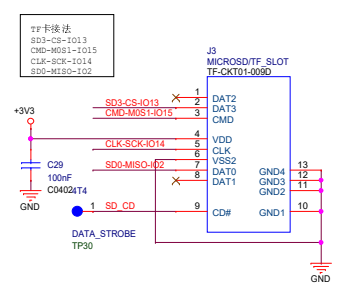 TF卡接法
SD3-CS-IO13
CMD-M0S1-IO15
CLK-SCK-IO14
SD0-MISO-IO2
J3
MICROSD/TF_SLOT
TF-CKT01-009D
+3V3
SD3-CS-IO13
CMD-M0S1-IO15
CLK-SCK-IO14
SD0-MISO-IO2
1 DAT2
2 DAT3
3 CMD
4 VDD
5 CLK
6 VSS2
7 DAT0
8 DAT1
9 CD#
GND4 13
GND3 12
GND2 11
GND1 10
C29
100nF
C0402
4T4
GND
1 SD_CD
DATA_STROBE
TP30
GND